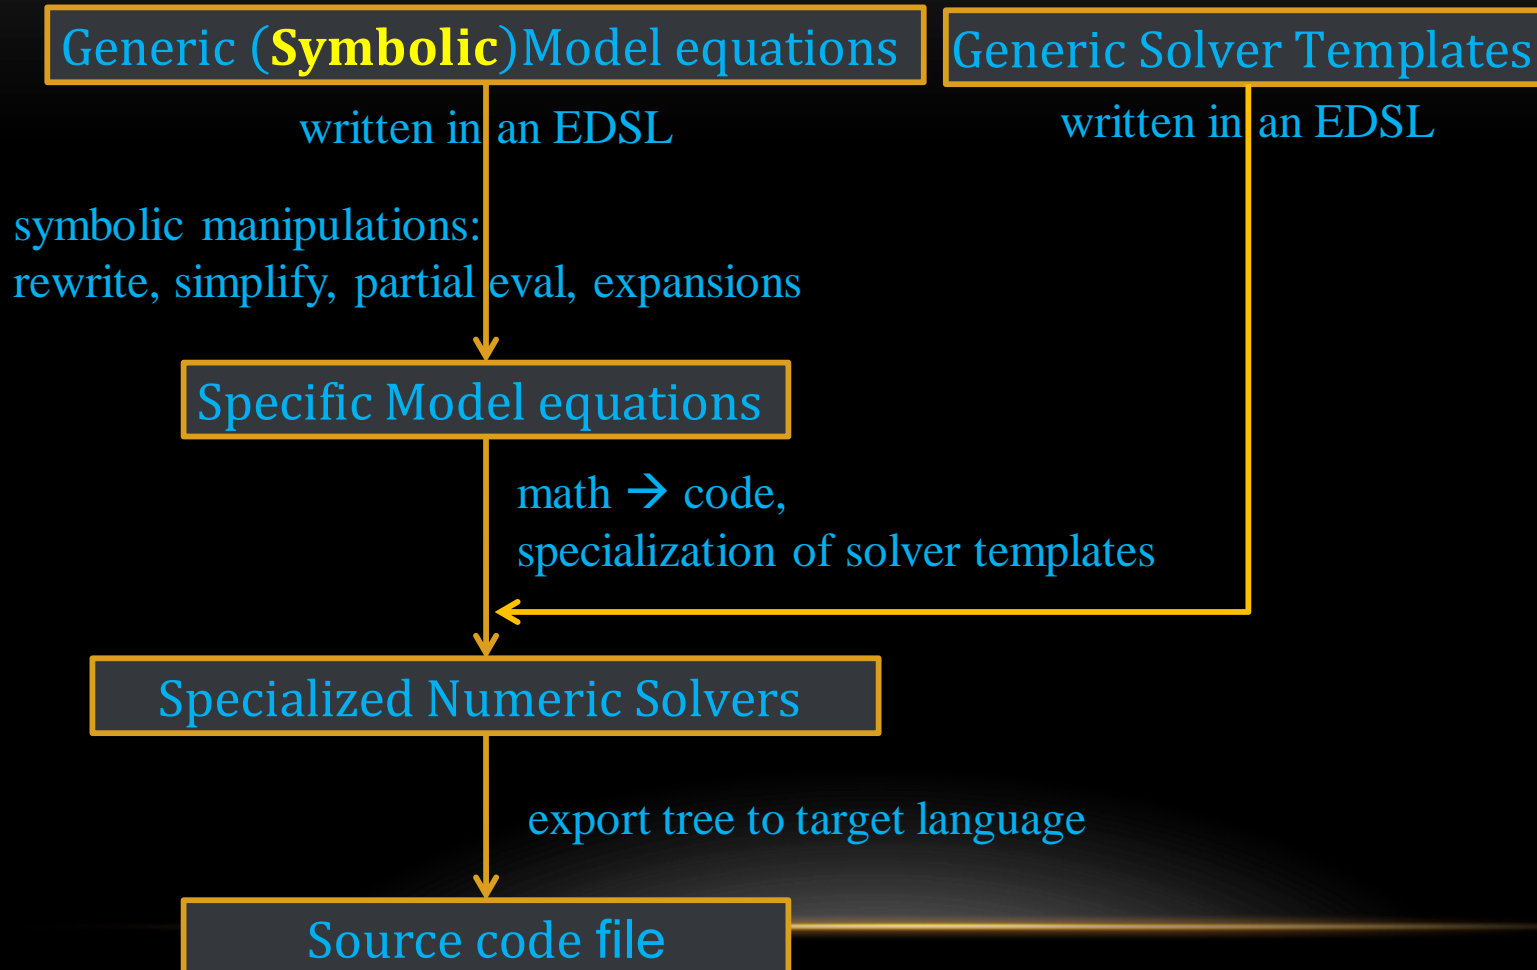 Generic (Symbolic)Model equations
Generic Solver Templates
written in an EDSL
written in an EDSL
symbolic manipulations:
rewrite, simplify, partial eval, expansions
Specific Model equations
math → code,
specialization of solver templates
Specialized Numeric Solvers
export tree to target language
Source code file